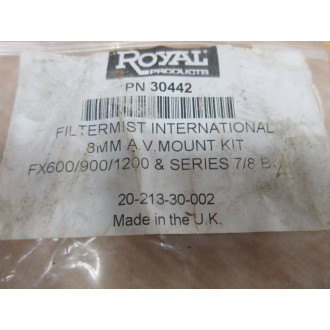 ROYAL
PRODUCTS
PN 30442
FILTERMIST INTERNATIONAL
8MM A.V. MOUNT KIT
FX600/900/1200 & SERIES 7/8
20-213-30-002
Made in the U.K.